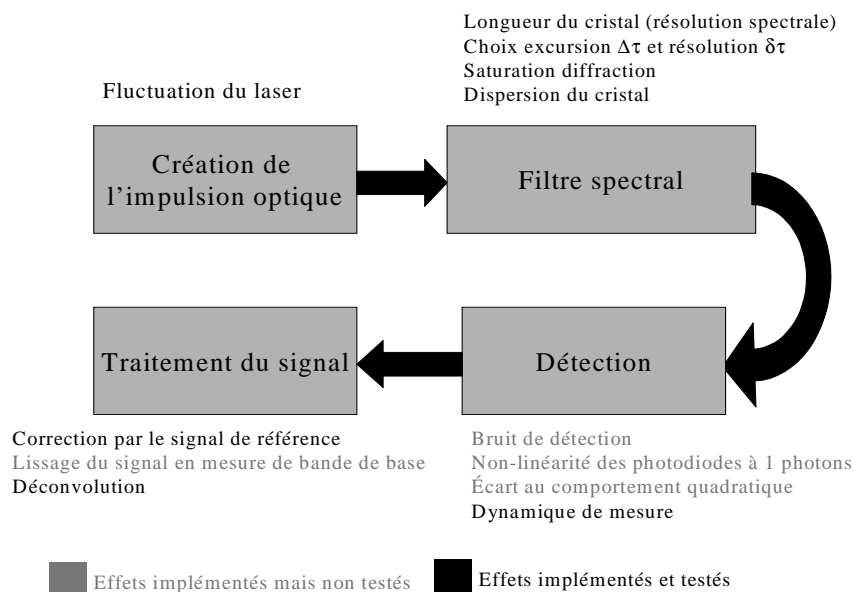 Longueur du cristal (résolution spectrale)
Choix excursion Δτ et résolution δτ
Saturation diffraction
Dispersion du cristal
Fluctuation du laser
Création de
l’impulsion optique
Filtre spectral
Traitement du signal
Détection
Correction par le signal de référence
Lissage du signal en mesure de bande de base
Déconvolution
Bruit de détection
Non-linéarité des photodiodes à 1 photons
Écart au comportement quadratique
Dynamique de mesure
Effets implémentés mais non testés
Effets implémentés et testés